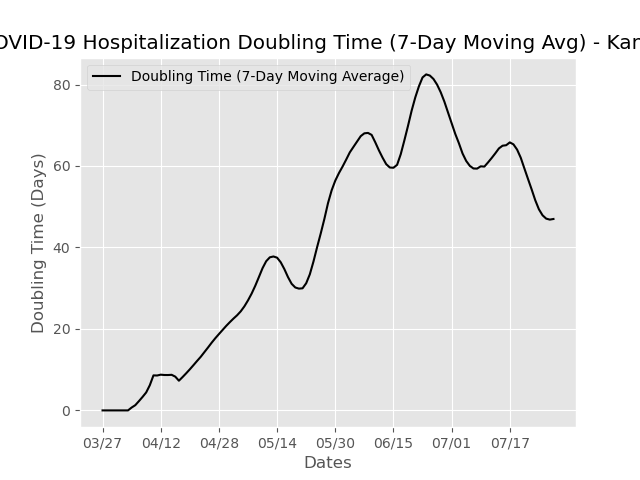 OVID-19 Hospitalization Doubling Time (7-Day Moving Avg) - Kan
Doubling Time (7-Day Moving Average)
Doubling Time (Days)
80
60
40
20
0
03/27 04/12 04/28 05/14 05/30 06/15 07/01 07/17
Dates